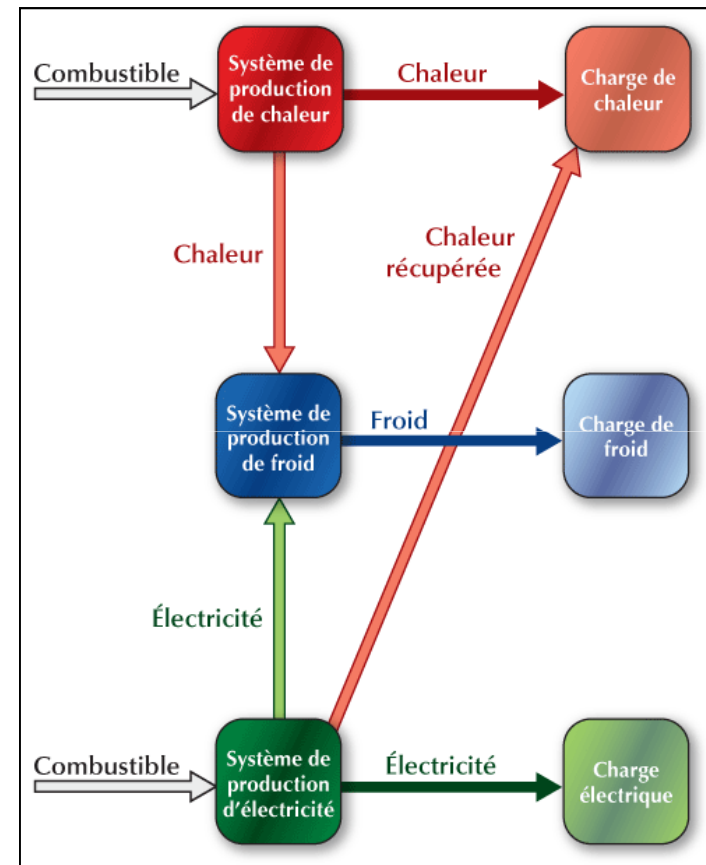 Combustible
Système de
production
de chaleur
Chaleur
Charge de
chaleur
Chaleur
Chaleur
récupérée
Système de
production
de froid
Froid
Charge de
froid
Électricité
Combustible
Système de
production
d'électricité
Électricité
Charge
électrique